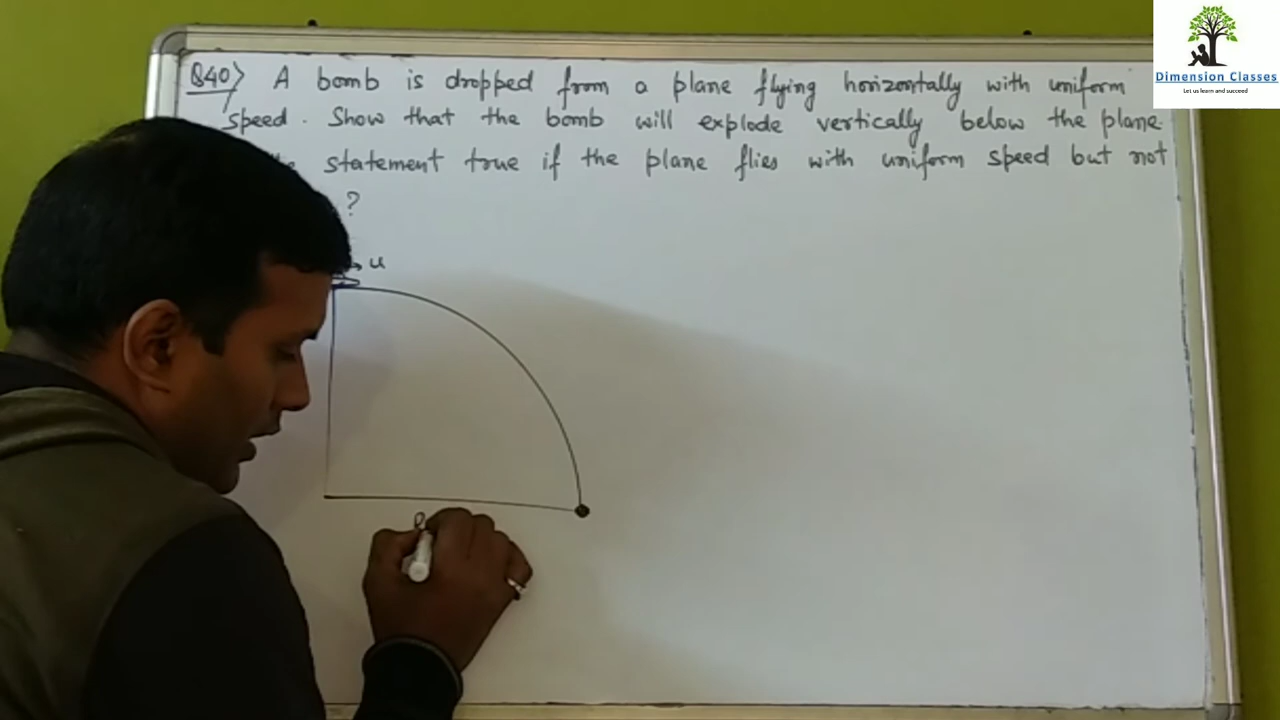 Q40> A bomb is dropped from a plane flying horizontally with uniform
speed. Show that the bomb will explode vertically below the plane.
statement true if the plane flies with uniform speed but not
?
u
Dimension Classes
Let us learn and succeed